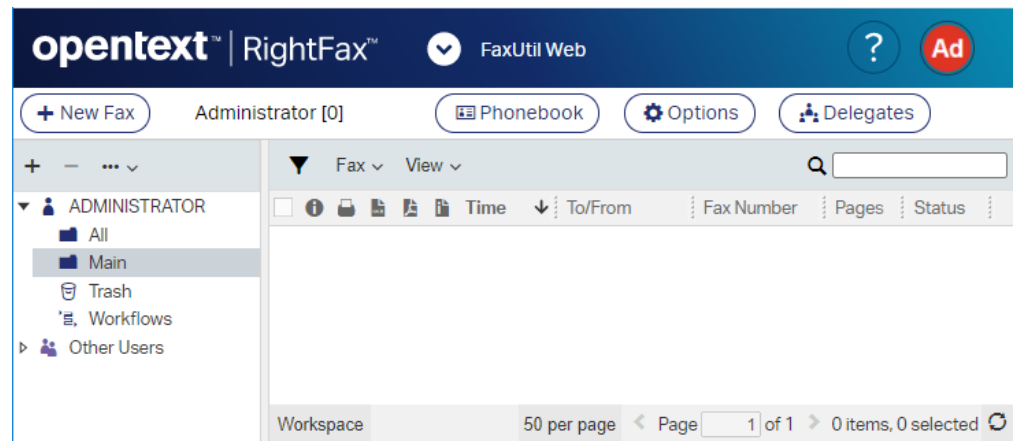 opentext™ | RightFax™ FaxUtil Web ? Ad
+ New Fax Administrator [0] Phonebook Options Delegates
+ − ••• Fax View
ADMINISTRATOR
Time To/From Fax Number Pages Status
All
Main
Trash
Workflows
Other Users
Workspace 50 per page Page 1 of 1 0 items, 0 selected